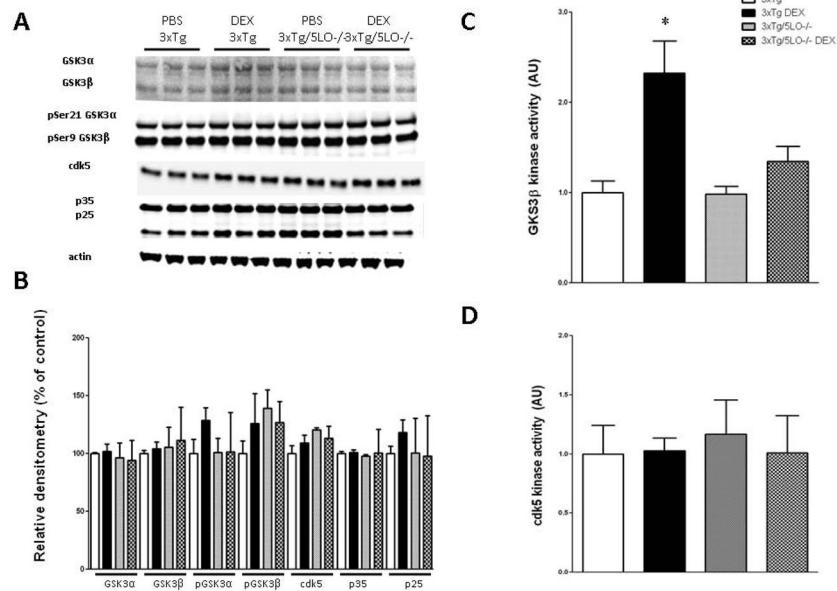 A
PBS DEX PBS DEX
3xTg 3xTg 3xTg/5LO-/- 3xTg/5LO-/-
GSK3α
GSK3β
pSer21 GSK3α
pSer9 GSK3β
cdk5
p35
p25
actin
B
Relative densitometry (% of control)
200
150
100
50
0
GSK3α GSK3β pGSK3α pGSK3β cdk5 p35 p25
C
GKS3β kinase activity (AU)
3.0
2.0
1.0
0.0
*
3xTg
3xTg DEX
3xTg/5LO-/-
3xTg/5LO-/- DEX
D
cdk5 kinase activity (AU)
2.0
1.5
1.0
0.5
0.0